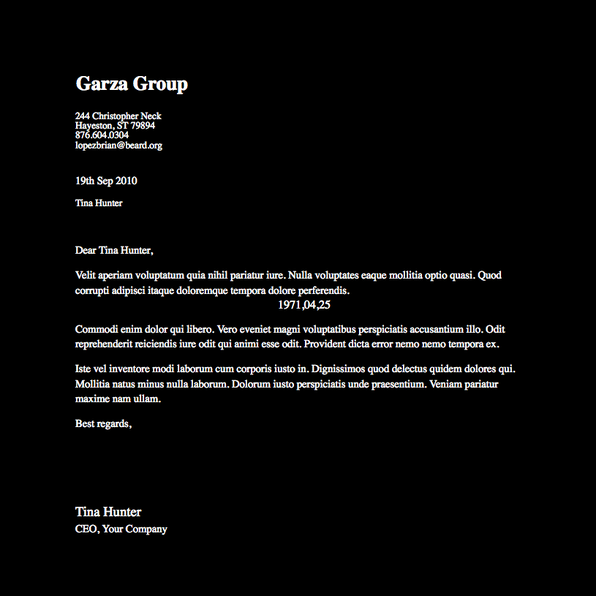 Garza Group
244 Christopher Neck
Hayeston, ST 79894
876.604.0304
lopezbrian@beard.org
19th Sep 2010
Tina Hunter
Dear Tina Hunter,
Velit aperiam voluptatum quia nihil pariatur iure. Nulla voluptates eaque mollitia optio quasi. Quod
corrupti adipisci itaque doloremque tempora dolore perferendis.
1971,04,25
Commodi enim dolor qui libero. Vero eveniet magni voluptatibus perspiciatis accusantium illo. Odit
reprehenderit reiciendis iure odit qui animi esse odit. Provident dicta error nemo nemo tempora ex.
Iste vel inventore modi laborum cum corporis iusto in. Dignissimos quod delectus quidem dolores qui.
Mollitia natus minus nulla laborum. Dolorum iusto perspiciatis unde praesentium. Veniam pariatur
maxime nam ullam.
Best regards,
Tina Hunter
CEO, Your Company